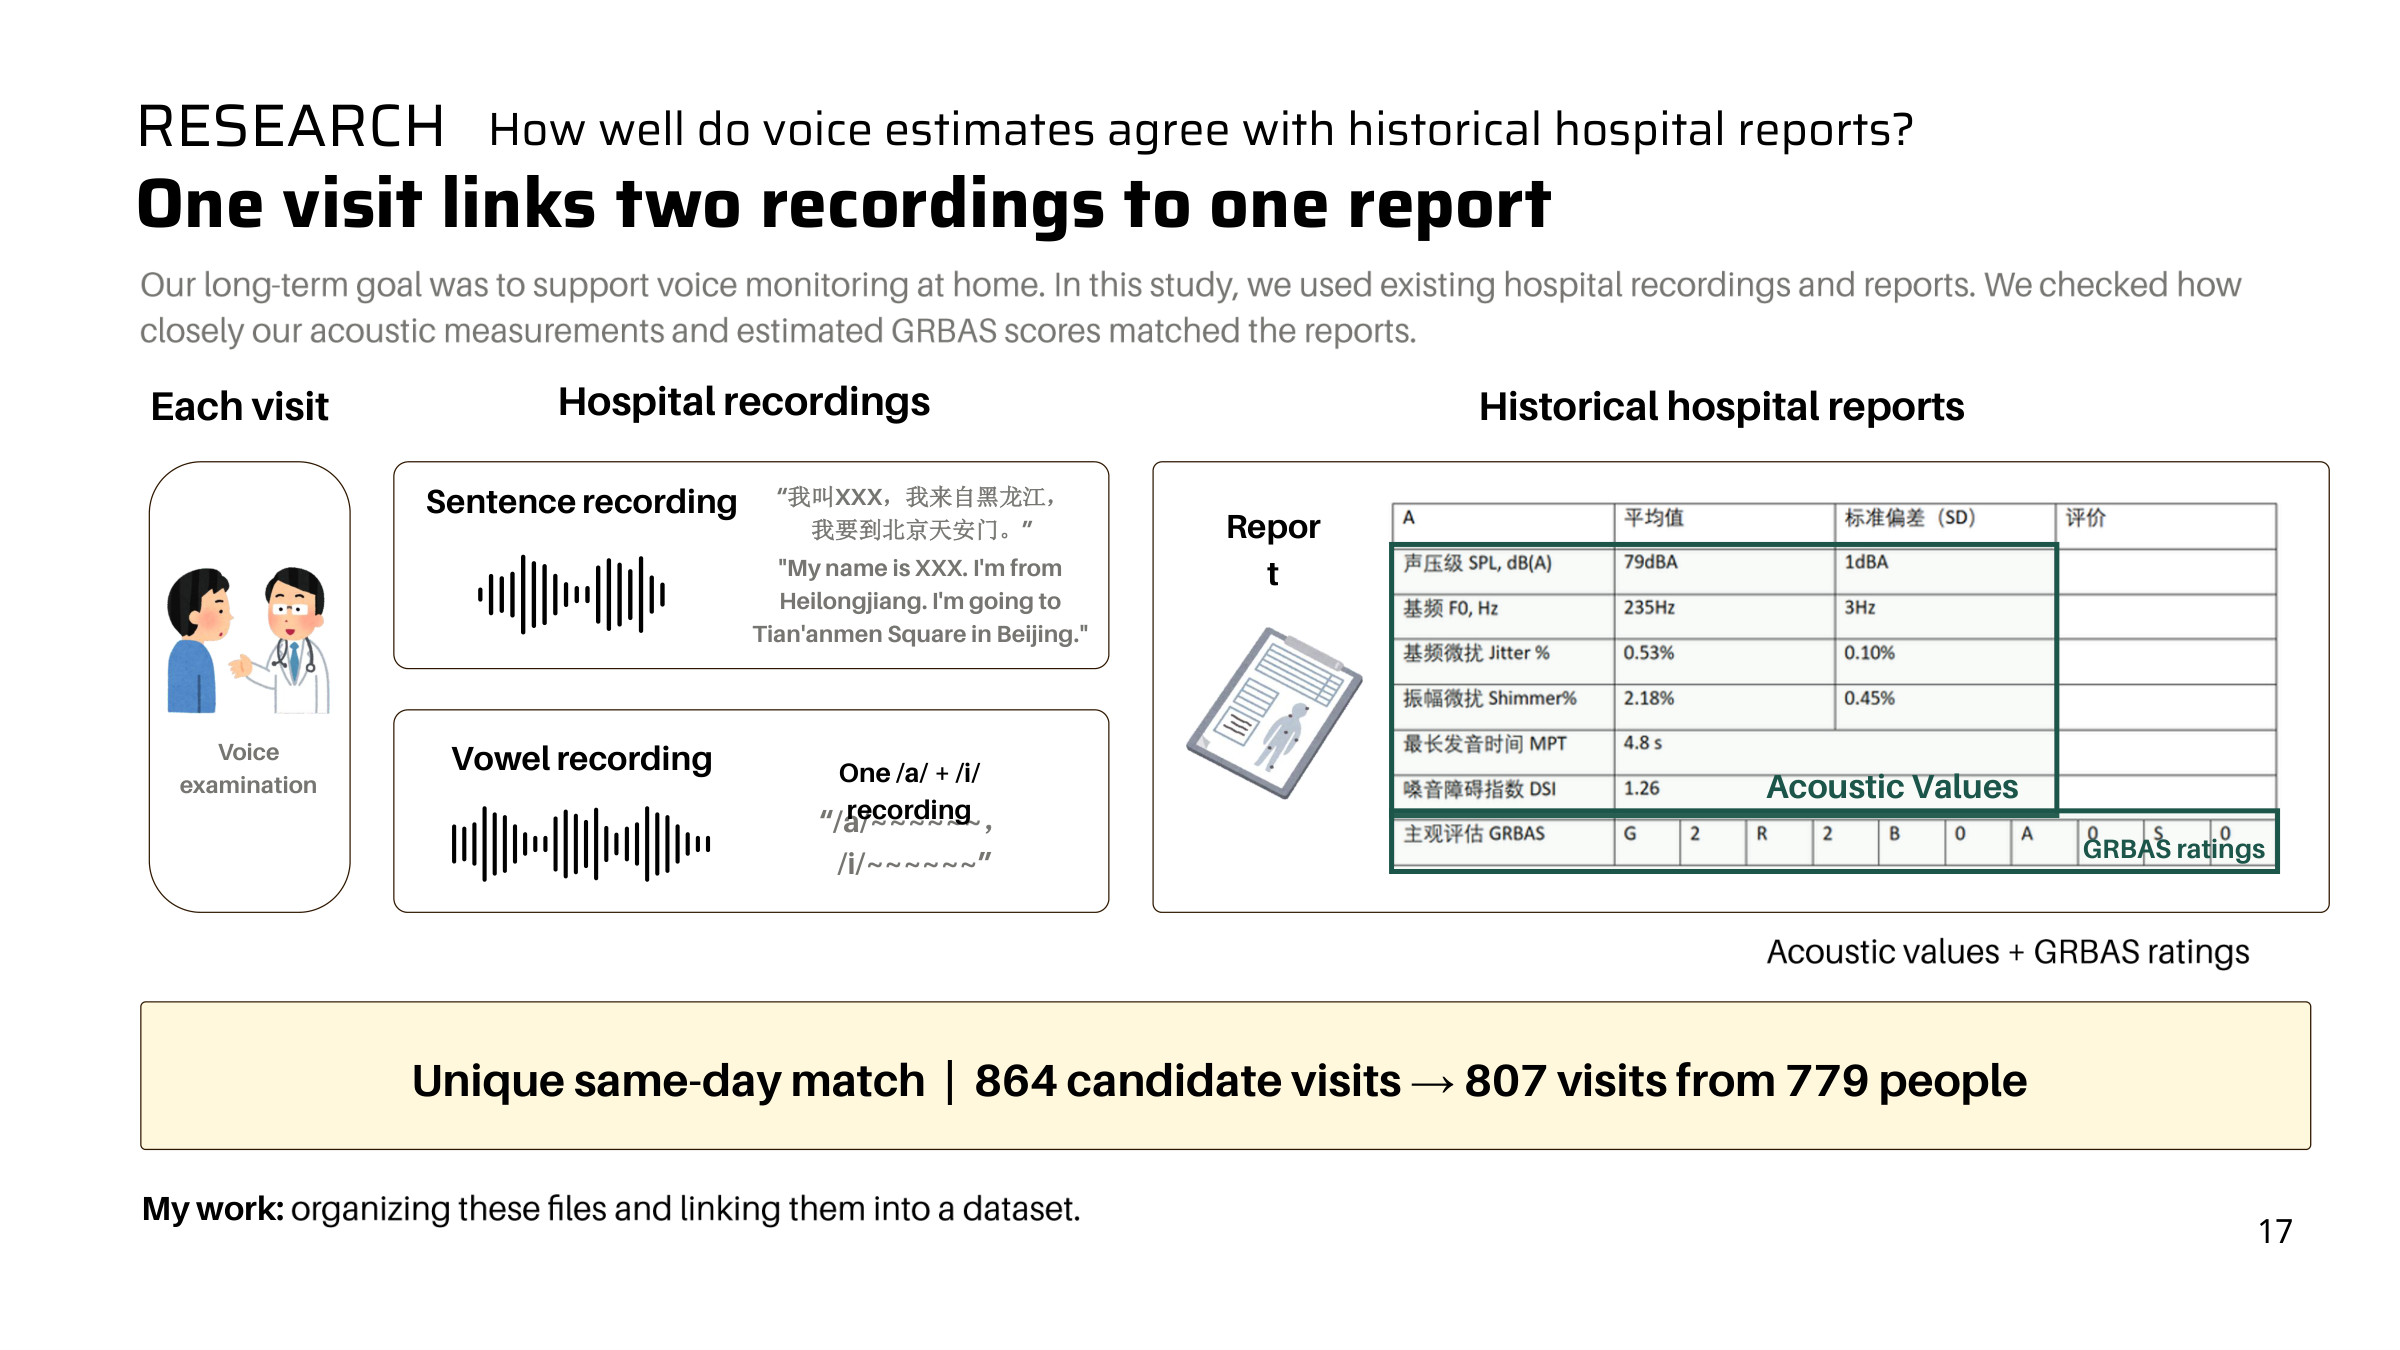 RESEARCH How well do voice estimates agree with historical hospital reports?
One visit links two recordings to one report
Our long-term goal was to support voice monitoring at home. In this study, we used existing hospital recordings and reports. We checked how
closely our acoustic measurements and estimated GRBAS scores matched the reports.
Each visit
Voice
examination
Hospital recordings
Sentence recording
“我叫XXX，我来自黑龙江，
我要到北京天安门。”
"My name is XXX. I'm from
Heilongjiang. I'm going to
Tian'anmen Square in Beijing."
Vowel recording
One /a/ + /i/
recording
“/a/~~~~~~，
/i/~~~~~~”
Historical hospital reports
Repor
t
A 平均值 标准偏差（SD） 评价
声压级 SPL, dB(A) 79dBA 1dBA
基频 F0, Hz 235Hz 3Hz
基频微扰 Jitter % 0.53% 0.10%
振幅微扰 Shimmer% 2.18% 0.45%
最长发音时间 MPT 4.8 s
嗓音障碍指数 DSI 1.26
Acoustic Values
主观评估 GRBAS G 2 R 2 B 0 A 0 S 0
GRBAS ratings
Acoustic values + GRBAS ratings
Unique same-day match | 864 candidate visits → 807 visits from 779 people
My work: organizing these files and linking them into a dataset.
17